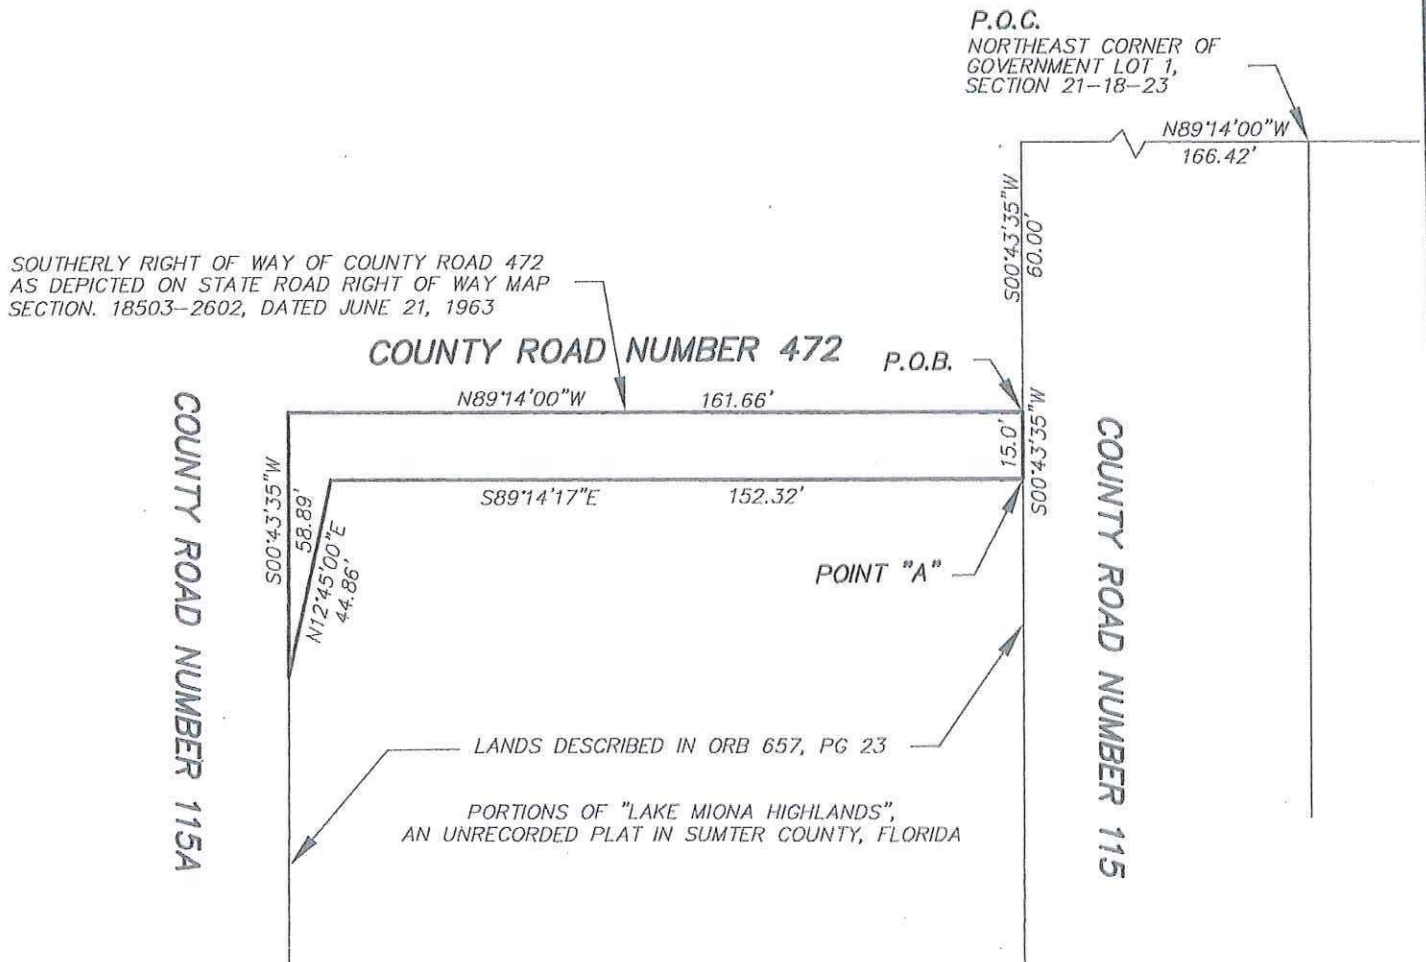 P.O.C.
NORTHEAST CORNER OF
GOVERNMENT LOT 1,
SECTION 21-18-23
N89°14'00"W
166.42'
S00°43'35"W
60.00'
SOUTHERLY RIGHT OF WAY OF COUNTY ROAD 472
AS DEPICTED ON STATE ROAD RIGHT OF WAY MAP
SECTION. 18503-2602, DATED JUNE 21, 1963
COUNTY ROAD NUMBER 472
P.O.B.
N89°14'00"W 161.66'
15.0'
S00°43'35"W
S00°43'35"W
58.89'
S89°14'17"E 152.32'
N12°45'00"E
44.86'
POINT "A"
COUNTY ROAD NUMBER 115A
COUNTY ROAD NUMBER 115
LANDS DESCRIBED IN ORB 657, PG 23
PORTIONS OF "LAKE MIONA HIGHLANDS",
AN UNRECORDED PLAT IN SUMTER COUNTY, FLORIDA